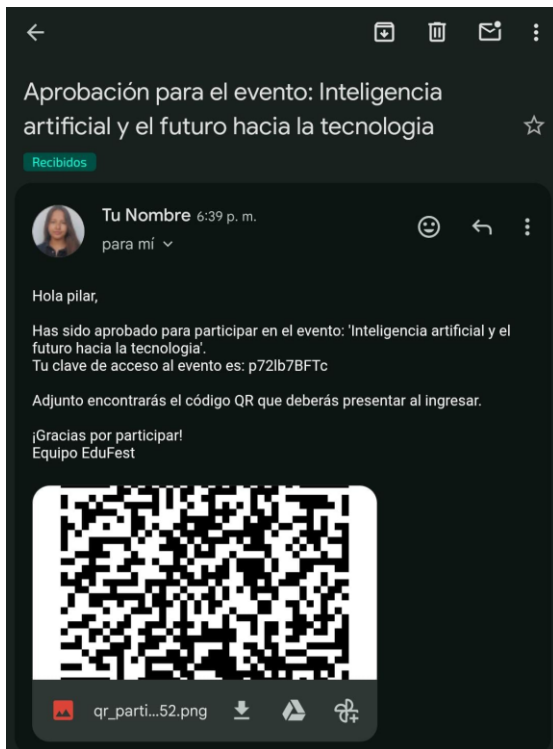 Aprobación para el evento: Inteligencia
artificial y el futuro hacia la tecnologia
Recibidos
Tu Nombre 6:39 p. m.
para mí
Hola pilar,
Has sido aprobado para participar en el evento: 'Inteligencia artificial y el
futuro hacia la tecnologia'.
Tu clave de acceso al evento es: p72lb7BFTc
Adjunto encontrarás el código QR que deberás presentar al ingresar.
¡Gracias por participar!
Equipo EduFest
qr_parti...52.png